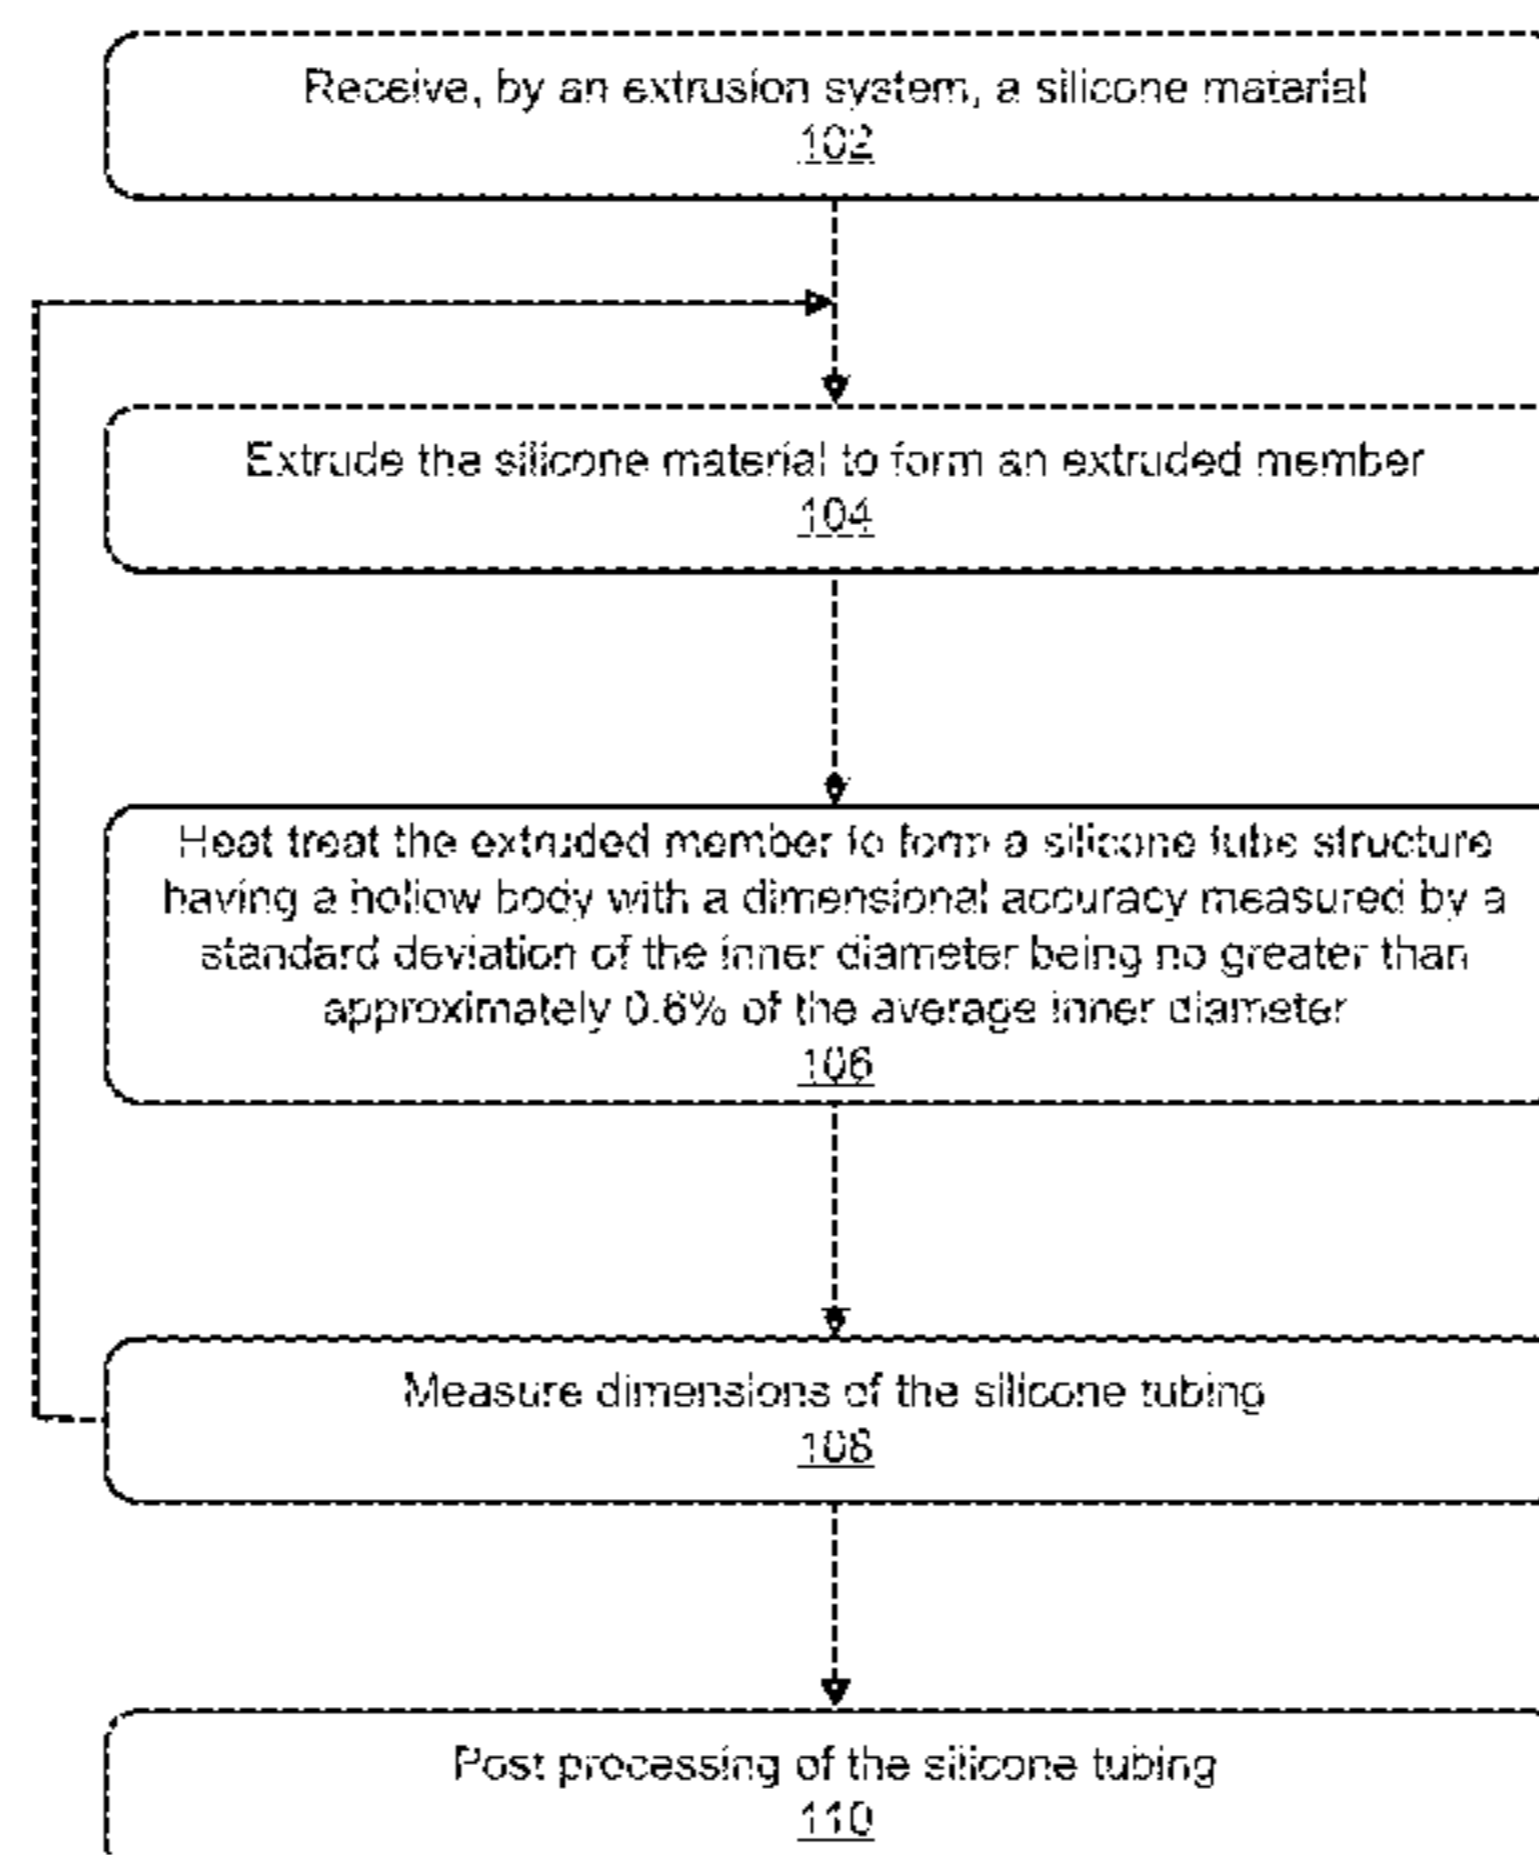 Receive, by an extrusion system, a silicone material
102
Extrude the silicone material to form an extruded member
104
Heat treat the extruded member to form a silicone tube structure
having a hollow body with a dimensional accuracy measured by a
standard deviation of the inner diameter being no greater than
approximately 0.6% of the average inner diameter
106
Measure dimensions of the silicone tubing
108
Post processing of the silicone tubing
110